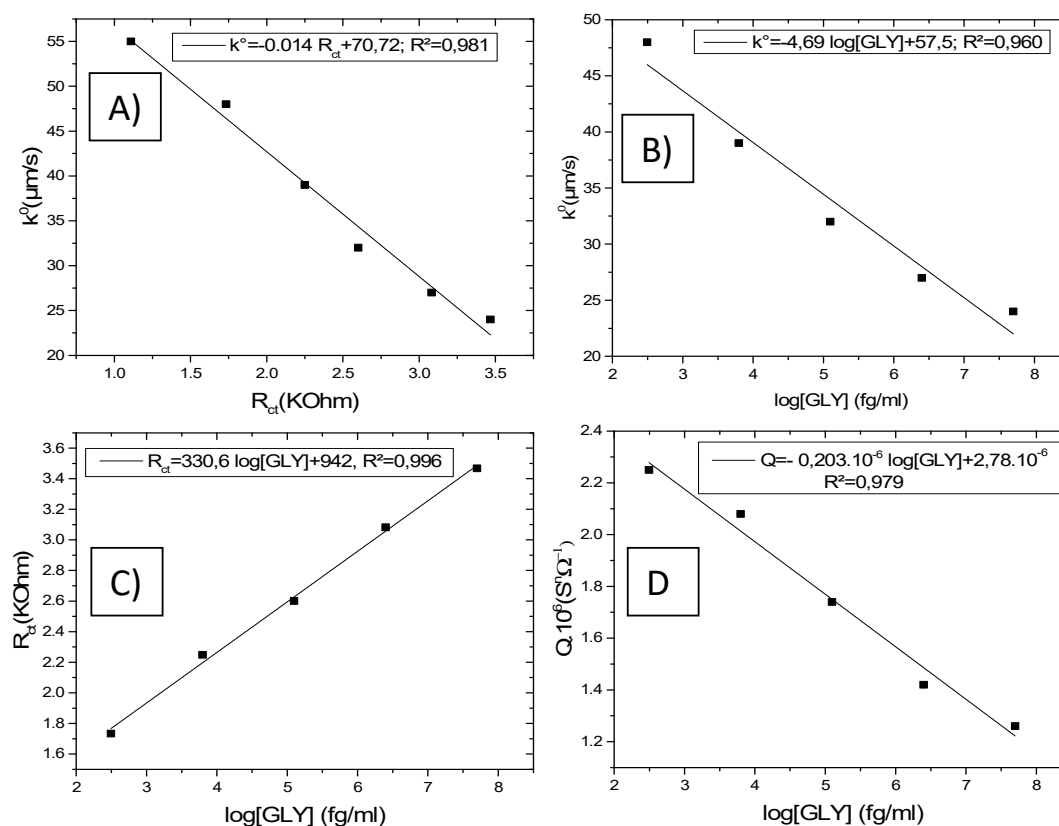 k°=-0.014 R_ct+70,72; R²=0,981
A)
55
50
45
40
35
30
25
20
k⁰(µm/s)
1.0 1.5 2.0 2.5 3.0 3.5
R_ct(KOhm)
k°=-4,69 log[GLY]+57,5; R²=0,960
B)
50
45
40
35
30
25
20
k⁰(µm/s)
2 3 4 5 6 7 8
log[GLY] (fg/ml)
R_ct=330,6 log[GLY]+942, R²=0,996
C)
3.6
3.4
3.2
3.0
2.8
2.6
2.4
2.2
2.0
1.8
1.6
R_ct(KOhm)
2 3 4 5 6 7 8
log[GLY] (fg/ml)
Q=- 0,203.10⁻⁶ log[GLY]+2,78.10⁻⁶
R²=0,979
D
2.4
2.2
2.0
1.8
1.6
1.4
1.2
Q.10⁶(SⁿΩ⁻¹)
2 3 4 5 6 7 8
log[GLY] (fg/ml)